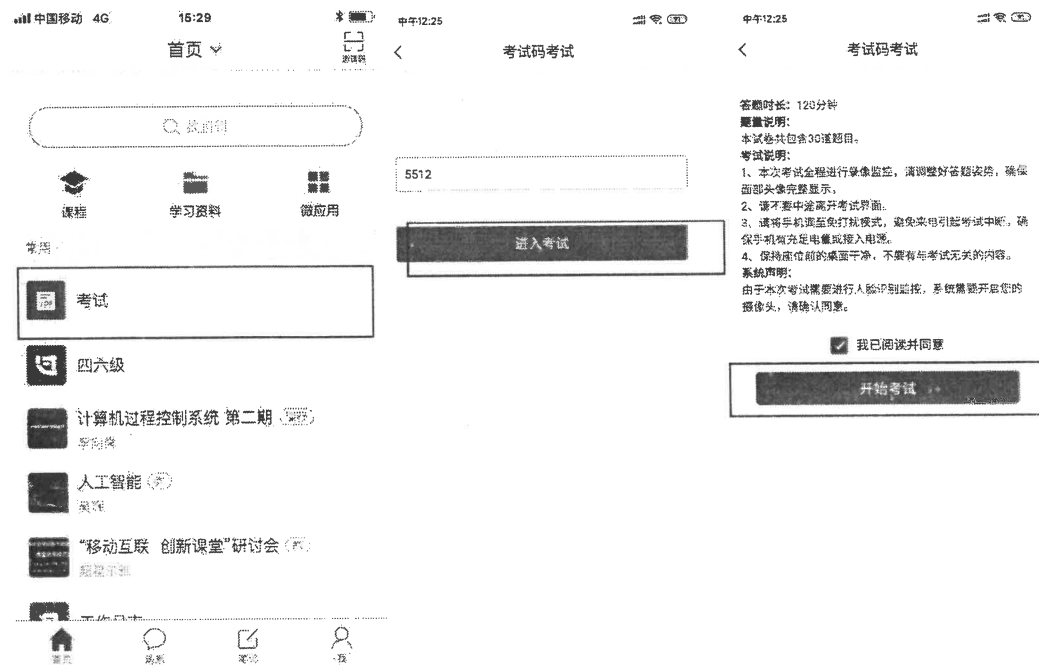 中国移动 4G 15:29
首页
邀请码
课程
学习资料
微应用
常用
考试
四六级
计算机过程控制系统 第二期
人工智能
“移动互联 创新课堂”研讨会
首页
消息
笔记
我
中午12:25
考试码考试
5512
进入考试
中午12:25
考试码考试
答题时长：120分钟
题量说明：
本试卷共包含30道题目。
考试说明：
1、本次考试全程进行录像监控，请调整好答题姿势，确保
面部头像完整显示。
2、请不要中途离开考试界面。
3、请将手机调至免打扰模式，避免来电引起考试中断。确
保手机有充足电量或接入电源。
4、保持座位前的桌面干净，不要有与考试无关的内容。
系统声明：
由于本次考试需要进行人脸识别监控，系统需要开启您的
摄像头，请确认同意。
我已阅读并同意
开始考试